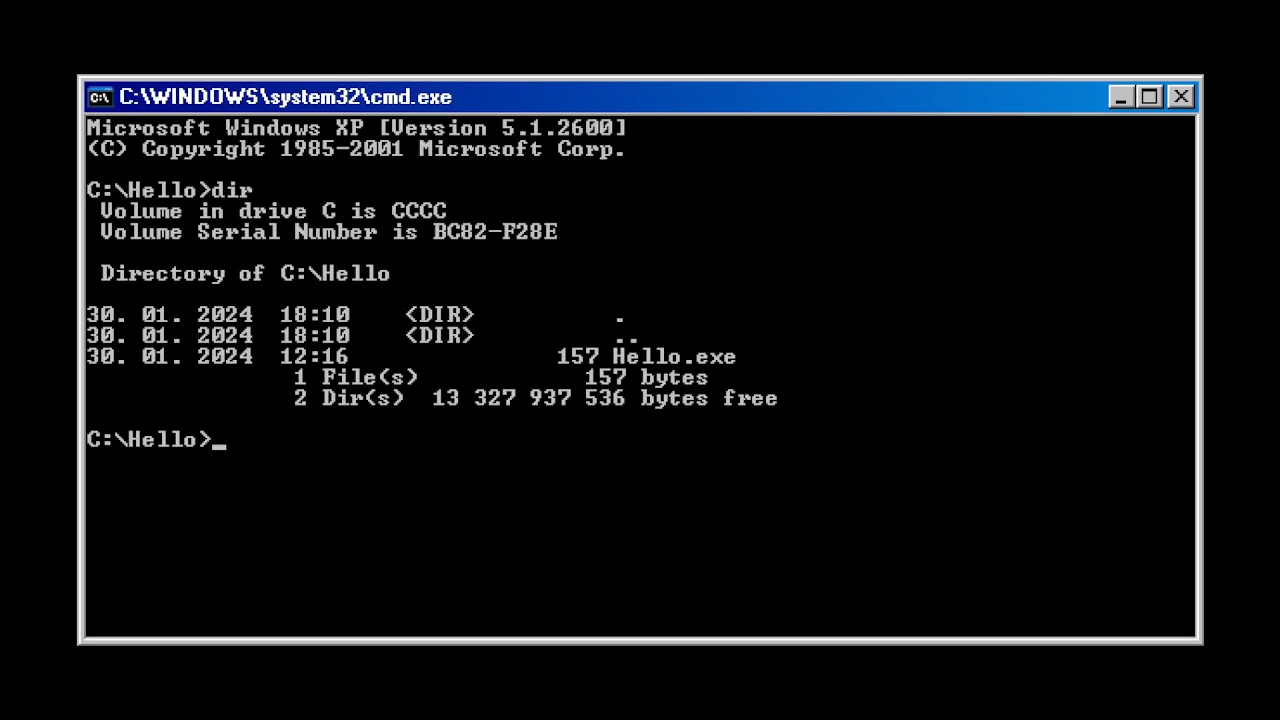 C:\WINDOWS\system32\cmd.exe
Microsoft Windows XP [Version 5.1.2600]
(C) Copyright 1985-2001 Microsoft Corp.
C:\Hello>dir
 Volume in drive C is CCCC
 Volume Serial Number is BC82-F28E
 Directory of C:\Hello
30. 01. 2024  18:10    <DIR>          .
30. 01. 2024  18:10    <DIR>          ..
30. 01. 2024  12:16               157 Hello.exe
               1 File(s)            157 bytes
               2 Dir(s)  13 327 937 536 bytes free
C:\Hello>_